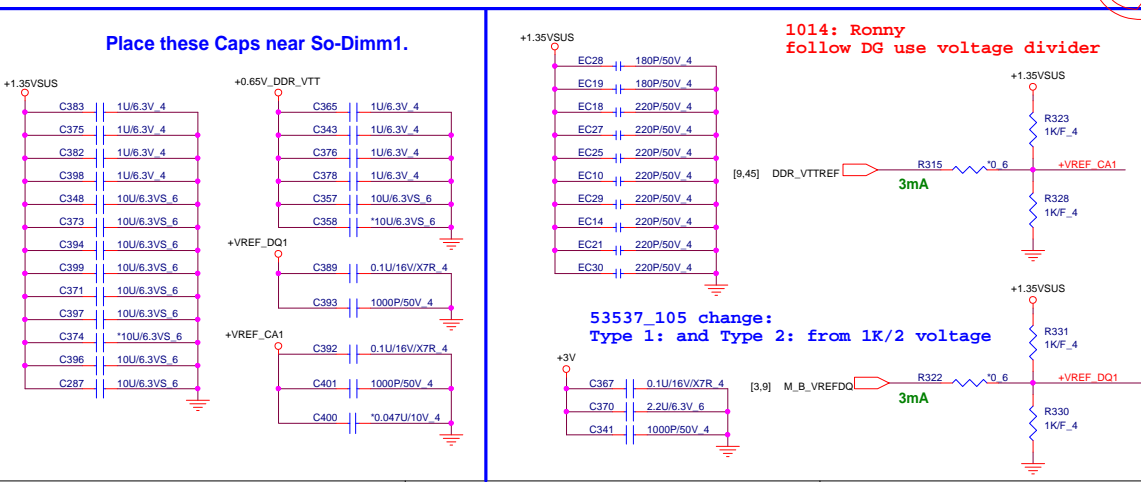 Place these Caps near So-Dimm1.
+1.35VSUS
C383 1U/6.3V_4
C375 1U/6.3V_4
C382 1U/6.3V_4
C398 1U/6.3V_4
C348 10U/6.3VS_6
C373 10U/6.3VS_6
C394 10U/6.3VS_6
C399 10U/6.3VS_6
C371 10U/6.3VS_6
C397 10U/6.3VS_6
C374 *10U/6.3VS_6
C396 10U/6.3VS_6
C287 10U/6.3VS_6
+0.65V_DDR_VTT
C365 1U/6.3V_4
C343 1U/6.3V_4
C376 1U/6.3V_4
C378 1U/6.3V_4
C357 10U/6.3VS_6
C358 *10U/6.3VS_6
+VREF_DQ1
C389 0.1U/16V/X7R_4
C393 1000P/50V_4
+VREF_CA1
C392 0.1U/16V/X7R_4
C401 1000P/50V_4
C400 *0.047U/10V_4
+1.35VSUS
EC28 180P/50V_4
EC19 180P/50V_4
EC18 220P/50V_4
EC27 220P/50V_4
EC25 220P/50V_4
EC10 220P/50V_4
EC29 220P/50V_4
EC14 220P/50V_4
EC21 220P/50V_4
EC30 220P/50V_4
1014: Ronny
follow DG use voltage divider
+1.35VSUS
R323
1K/F_4
[9,45] DDR_VTTREF R315 *0_6 +VREF_CA1
3mA
R328
1K/F_4
53537_105 change:
Type 1: and Type 2: from 1K/2 voltage
+3V
C367 0.1U/16V/X7R_4
C370 2.2U/6.3V_6
C341 1000P/50V_4
+1.35VSUS
R331
1K/F_4
[3,9] M_B_VREFDQ R322 *0_6 +VREF_DQ1
3mA
R330
1K/F_4